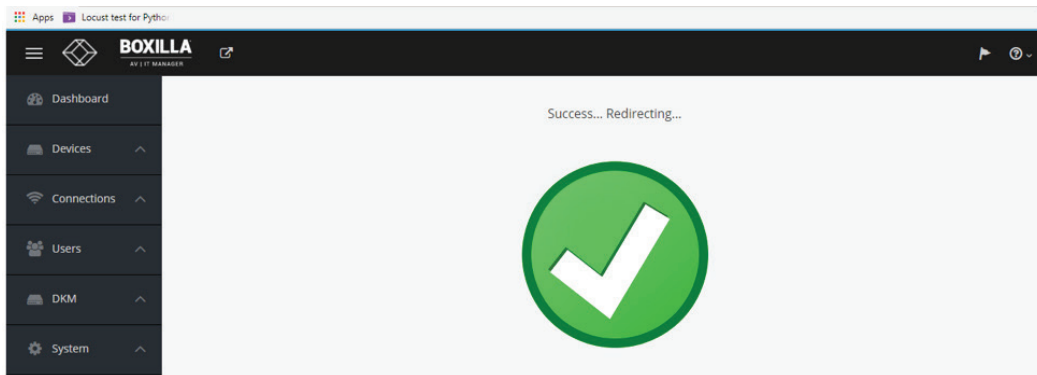 Apps Locust test for Pytho
BOXILLA
AV | IT MANAGER
Dashboard
Success... Redirecting...
Devices
Connections
Users
DKM
System